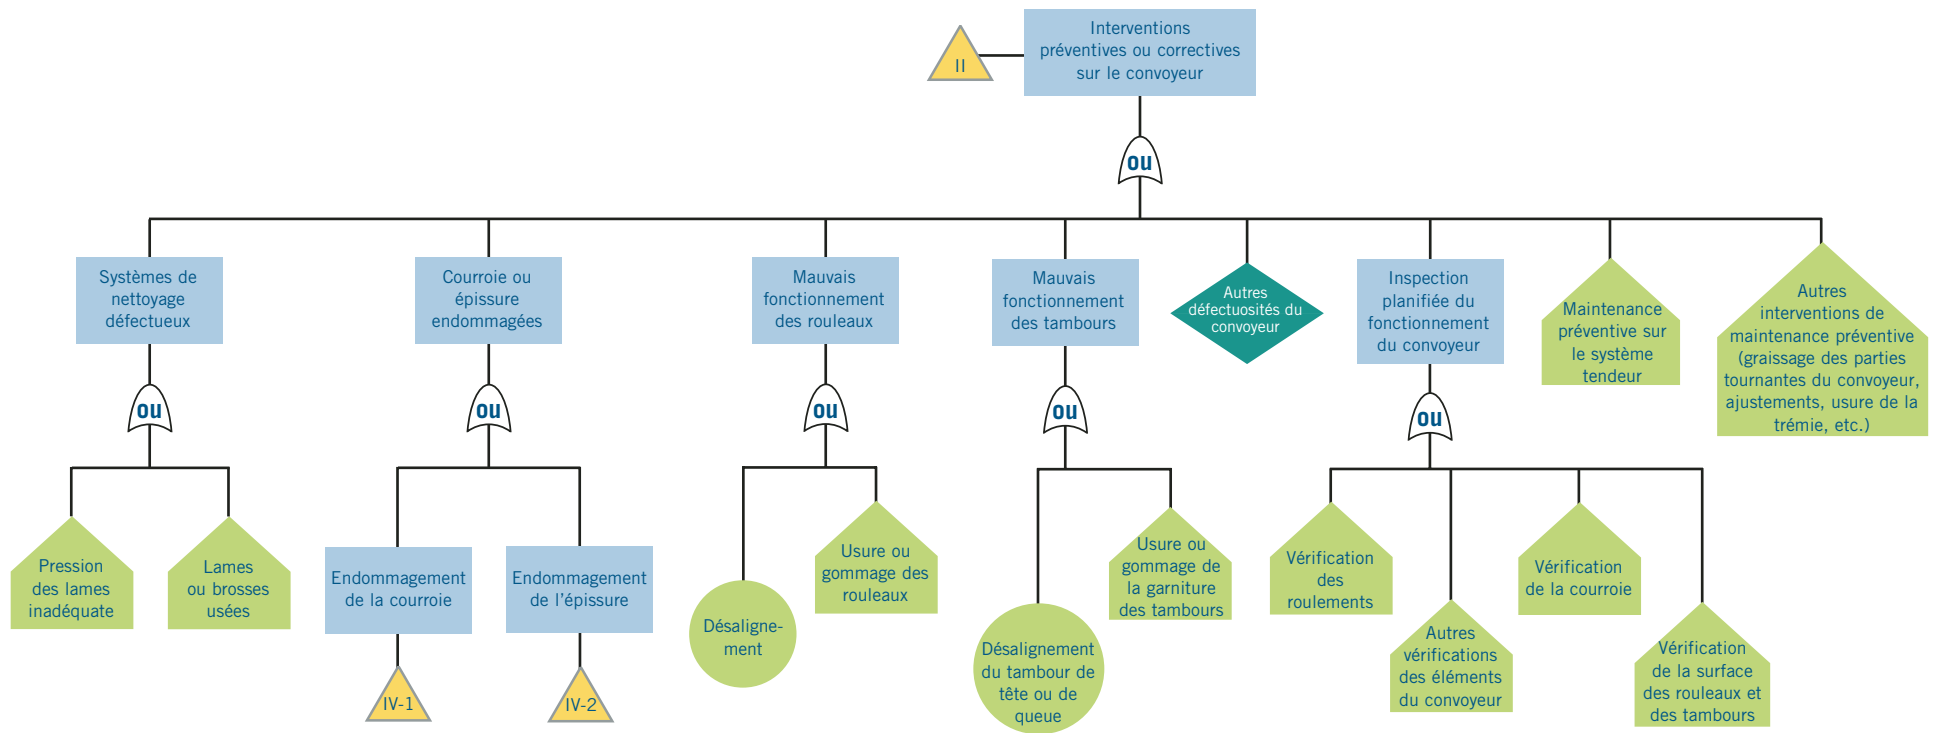 Interventions
préventives ou correctives
sur le convoyeur
II
ou
Systèmes de
nettoyage
défectueux
Courroie ou
épissure
endommagées
Mauvais
fonctionnement
des rouleaux
Mauvais
fonctionnement
des tambours
Autres
défectuosités du
convoyeur
Inspection
planifiée du
fonctionnement
du convoyeur
Maintenance
préventive sur
le système
tendeur
Autres
interventions de
maintenance préventive
(graissage des parties
tournantes du convoyeur,
ajustements, usure de la
trémie, etc.)
ou
ou
ou
ou
ou
Pression
des lames
inadéquate
Lames
ou brosses
usées
Endommagement
de la courroie
Endommagement
de l'épissure
Désaligne-
ment
Usure ou
gommage des
rouleaux
Désalignement
du tambour de
tête ou de
queue
Usure ou
gommage de
la garniture
des tambours
Vérification
des
roulements
Autres
vérifications
des éléments
du convoyeur
Vérification
de la courroie
Vérification
de la surface
des rouleaux et
des tambours
IV-1
IV-2